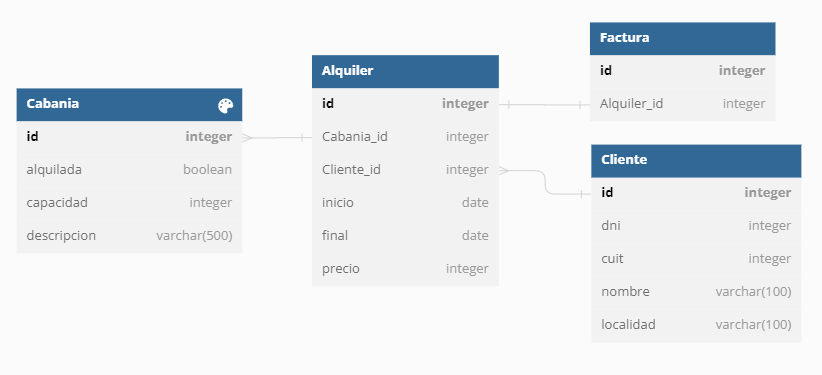 Cabania
id integer
alquilada boolean
capacidad integer
descripcion varchar(500)
Alquiler
id integer
Cabania_id integer
Cliente_id integer
inicio date
final date
precio integer
Factura
id integer
Alquiler_id integer
Cliente
id integer
dni integer
cuit integer
nombre varchar(100)
localidad varchar(100)